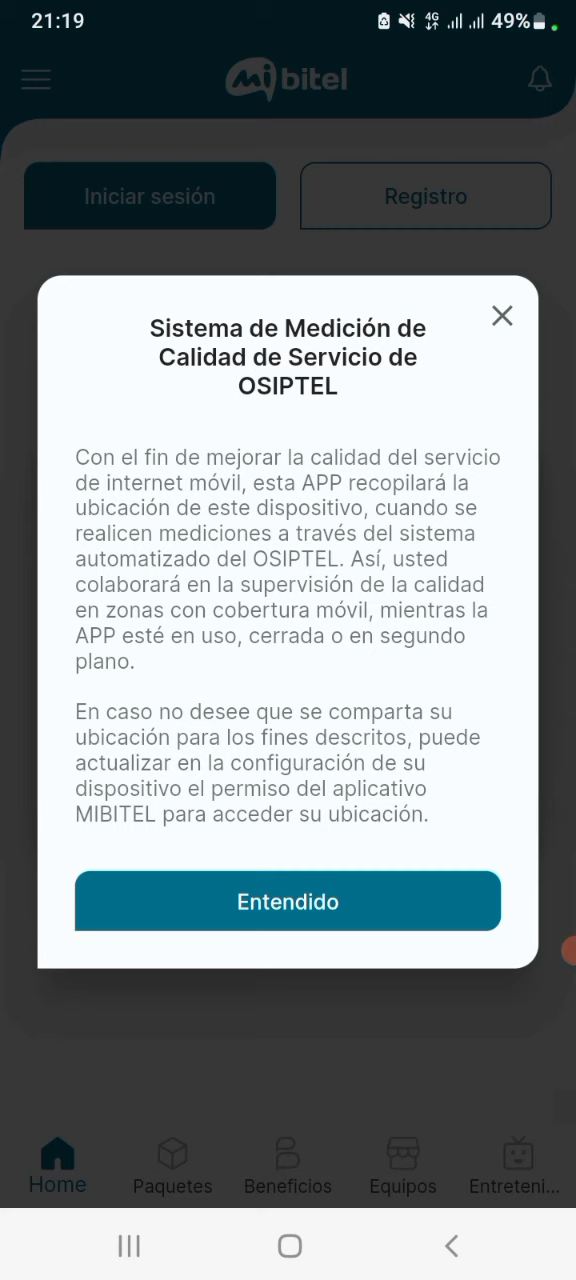 21:19
4G
49%
Mi bitel
Iniciar sesión
Registro
Sistema de Medición de
Calidad de Servicio de
OSIPTEL
Con el fin de mejorar la calidad del servicio
de internet móvil, esta APP recopilará la
ubicación de este dispositivo, cuando se
realicen mediciones a través del sistema
automatizado del OSIPTEL. Así, usted
colaborará en la supervisión de la calidad
en zonas con cobertura móvil, mientras la
APP esté en uso, cerrada o en segundo
plano.
En caso no desee que se comparta su
ubicación para los fines descritos, puede
actualizar en la configuración de su
dispositivo el permiso del aplicativo
MIBITEL para acceder su ubicación.
Entendido
Home
Paquetes
Beneficios
Equipos
Entreteni...